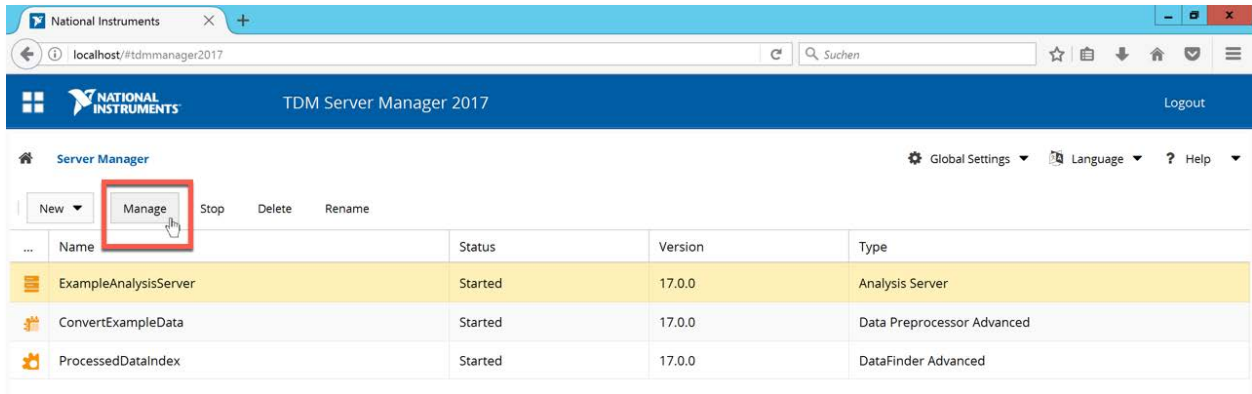 National Instruments
localhost/#tdmmanager2017
Suchen
NATIONAL INSTRUMENTS
TDM Server Manager 2017
Logout
Server Manager
Global Settings
Language
? Help
New
Manage
Stop
Delete
Rename
... Name Status Version Type
ExampleAnalysisServer Started 17.0.0 Analysis Server
ConvertExampleData Started 17.0.0 Data Preprocessor Advanced
ProcessedDataIndex Started 17.0.0 DataFinder Advanced